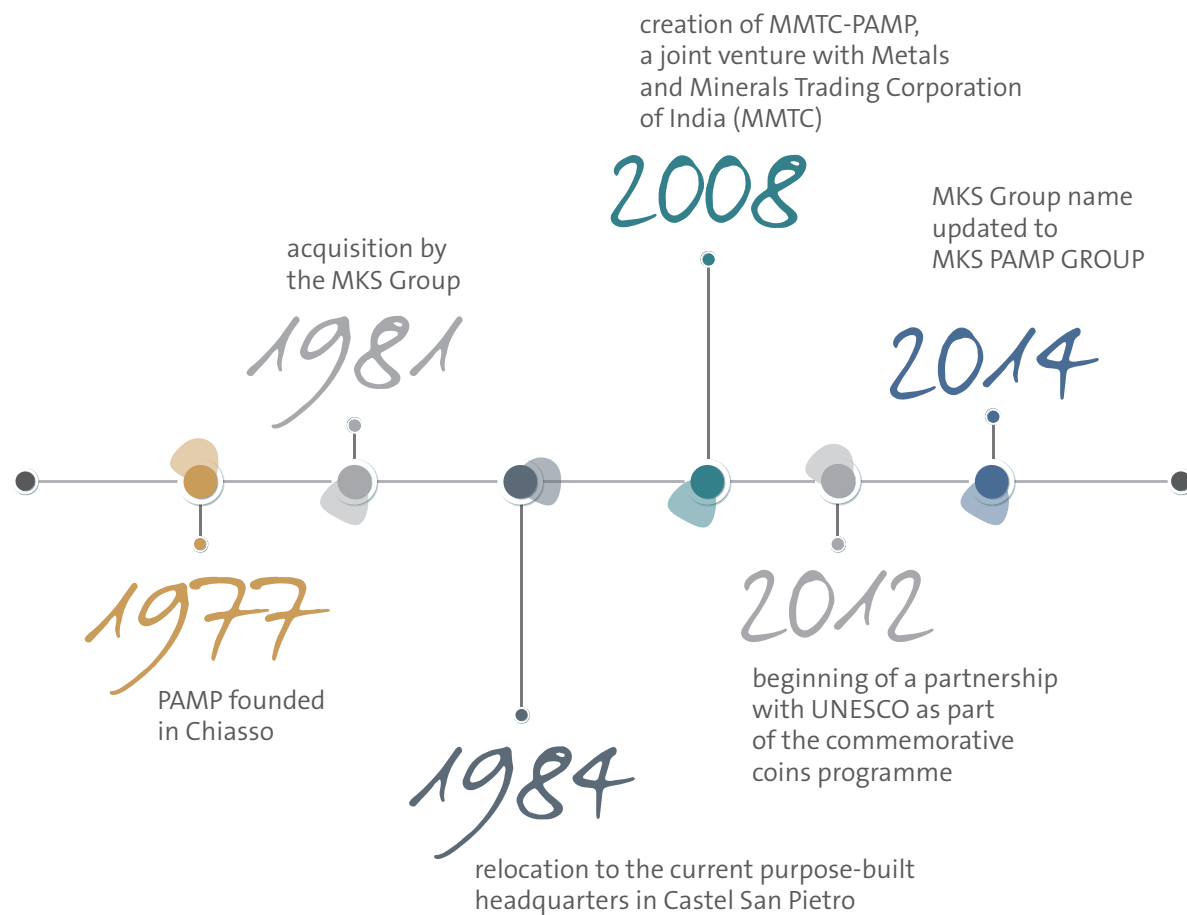 PAMP founded
in Chiasso
1977
acquisition by
the MKS Group
1981
1984
relocation to the current purpose-built
headquarters in Castel San Pietro
creation of MMTC-PAMP,
a joint venture with Metals
and Minerals Trading Corporation
of India (MMTC)
2008
2012
beginning of a partnership
with UNESCO as part
of the commemorative
coins programme
MKS Group name
updated to
MKS PAMP GROUP
2014